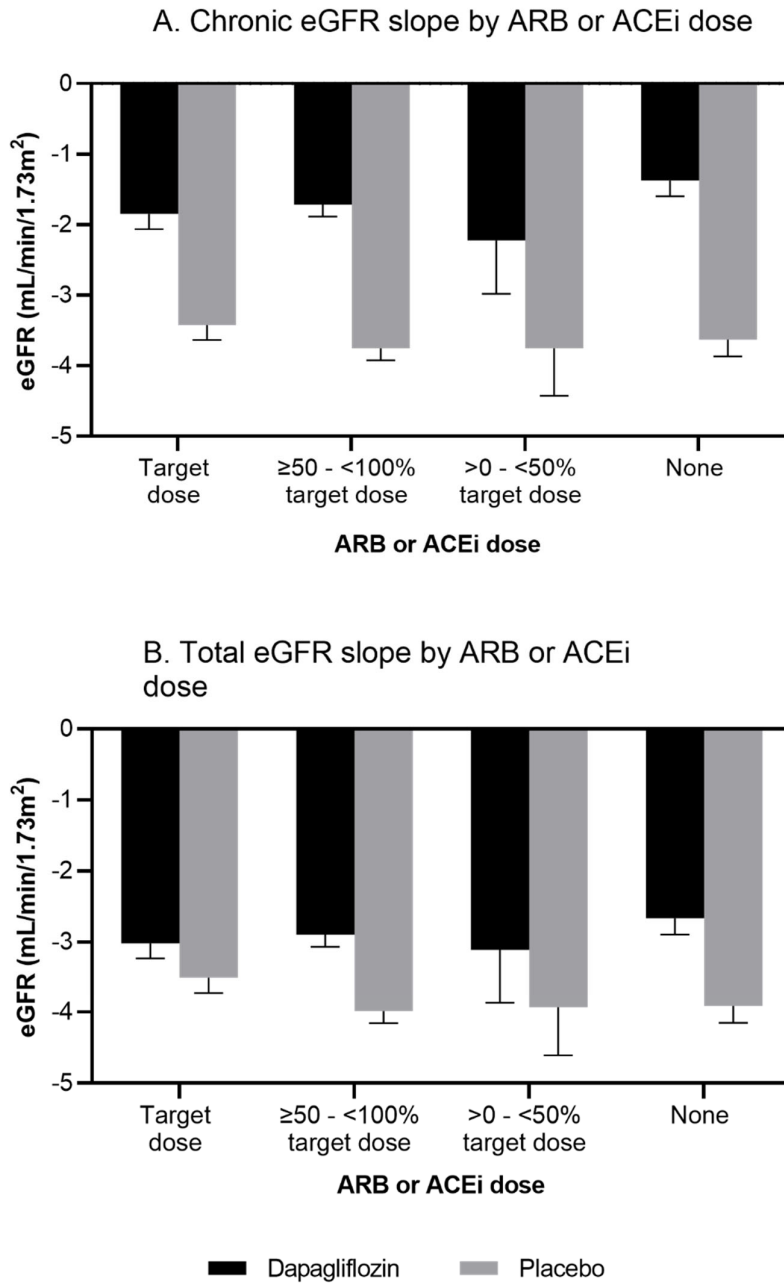 A. Chronic eGFR slope by ARB or ACEi dose
eGFR (mL/min/1.73m²)
0
-1
-2
-3
-4
-5
Target dose
≥50 - <100% target dose
>0 - <50% target dose
None
ARB or ACEi dose
B. Total eGFR slope by ARB or ACEi
dose
eGFR (mL/min/1.73m²)
0
-1
-2
-3
-4
-5
Target dose
≥50 - <100% target dose
>0 - <50% target dose
None
ARB or ACEi dose
Dapagliflozin
Placebo